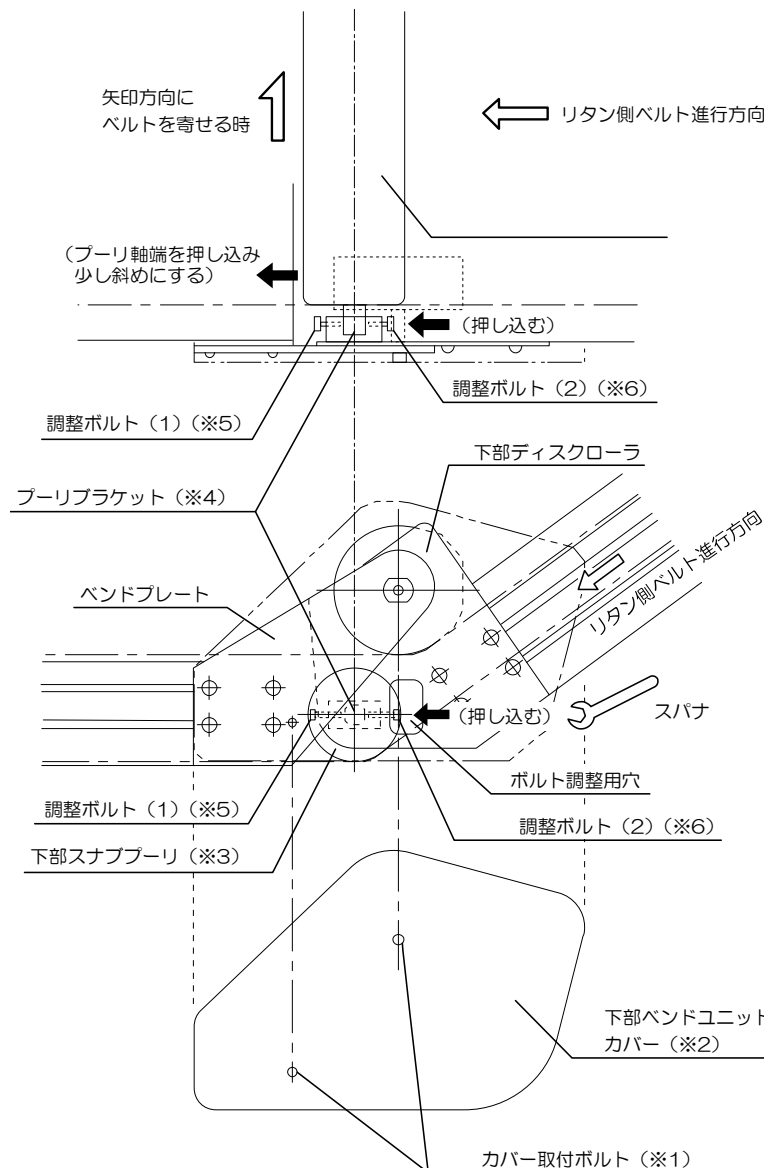 矢印方向に
ベルトを寄せる時
リタン側ベルト進行方向
（プーリ軸端を押し込み
少し斜めにする）
（押し込む）
調整ボルト（1）（※5）
調整ボルト（2）（※6）
下部ディスクローラ
プーリブラケット（※4）
ベンドプレート
リタン側ベルト進行方向
（押し込む）
スパナ
ボルト調整用穴
調整ボルト（1）（※5）
調整ボルト（2）（※6）
下部スナブプーリ（※3）
下部ベンドユニット
カバー（※2）
カバー取付ボルト（※1）